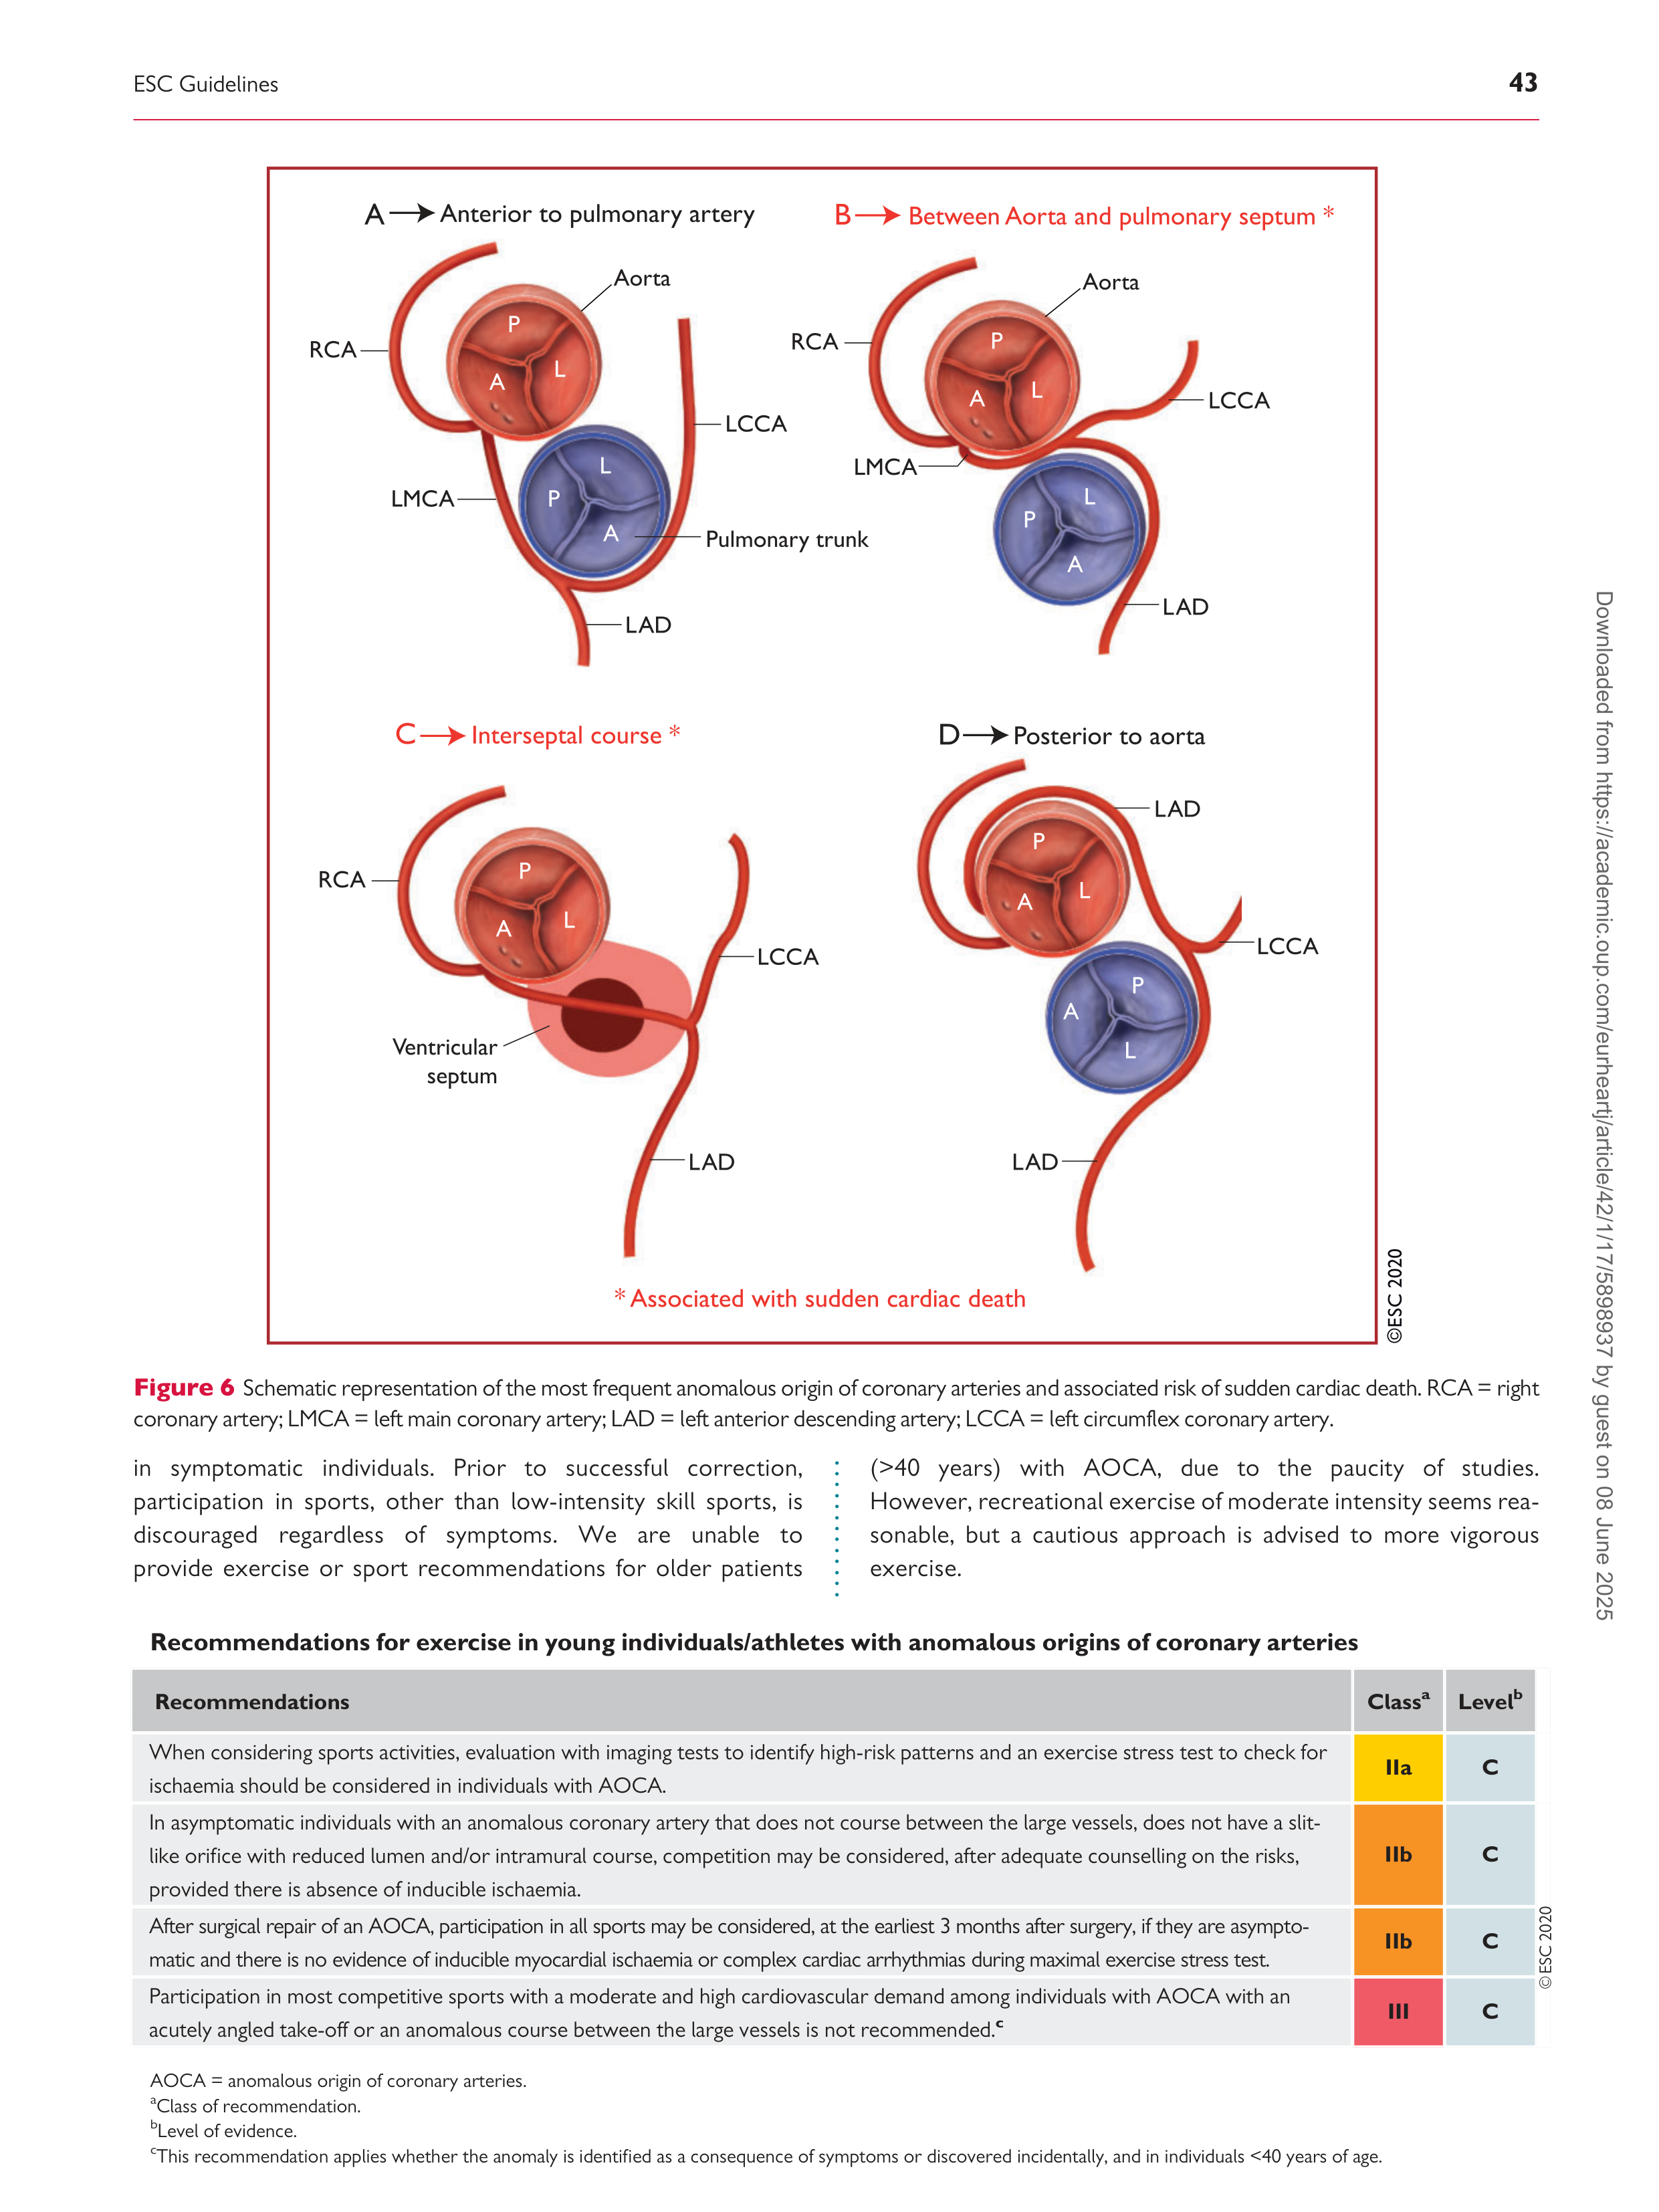 ESC Guidelines
43
A → Anterior to pulmonary artery
B → Between Aorta and pulmonary septum *
Aorta
P
L
A
RCA
LCCA
LMCA
L
P
A
Pulmonary trunk
LAD
Aorta
RCA
P
L
A
LCCA
LMCA
L
P
A
LAD
C → Interseptal course *
D → Posterior to aorta
RCA
P
L
A
LCCA
Ventricular
septum
LAD
LAD
P
L
A
LCCA
P
A
L
LAD
* Associated with sudden cardiac death
©ESC 2020
Figure 6 Schematic representation of the most frequent anomalous origin of coronary arteries and associated risk of sudden cardiac death. RCA = right
coronary artery; LMCA = left main coronary artery; LAD = left anterior descending artery; LCCA = left circumflex coronary artery.
in symptomatic individuals. Prior to successful correction,
participation in sports, other than low-intensity skill sports, is
discouraged regardless of symptoms. We are unable to
provide exercise or sport recommendations for older patients
(>40 years) with AOCA, due to the paucity of studies.
However, recreational exercise of moderate intensity seems rea-
sonable, but a cautious approach is advised to more vigorous
exercise.
Recommendations for exercise in young individuals/athletes with anomalous origins of coronary arteries
Recommendations Classᵃ Levelᵇ
When considering sports activities, evaluation with imaging tests to identify high-risk patterns and an exercise stress test to check for
ischaemia should be considered in individuals with AOCA.
IIa C
In asymptomatic individuals with an anomalous coronary artery that does not course between the large vessels, does not have a slit-
like orifice with reduced lumen and/or intramural course, competition may be considered, after adequate counselling on the risks,
provided there is absence of inducible ischaemia.
IIb C
After surgical repair of an AOCA, participation in all sports may be considered, at the earliest 3 months after surgery, if they are asympto-
matic and there is no evidence of inducible myocardial ischaemia or complex cardiac arrhythmias during maximal exercise stress test.
IIb C
Participation in most competitive sports with a moderate and high cardiovascular demand among individuals with AOCA with an
acutely angled take-off or an anomalous course between the large vessels is not recommended.ᶜ
III C
©ESC 2020
AOCA = anomalous origin of coronary arteries.
ᵃClass of recommendation.
ᵇLevel of evidence.
ᶜThis recommendation applies whether the anomaly is identified as a consequence of symptoms or discovered incidentally, and in individuals <40 years of age.
Downloaded from https://academic.oup.com/eurheartj/article/42/1/17/5898937 by guest on 08 June 2025